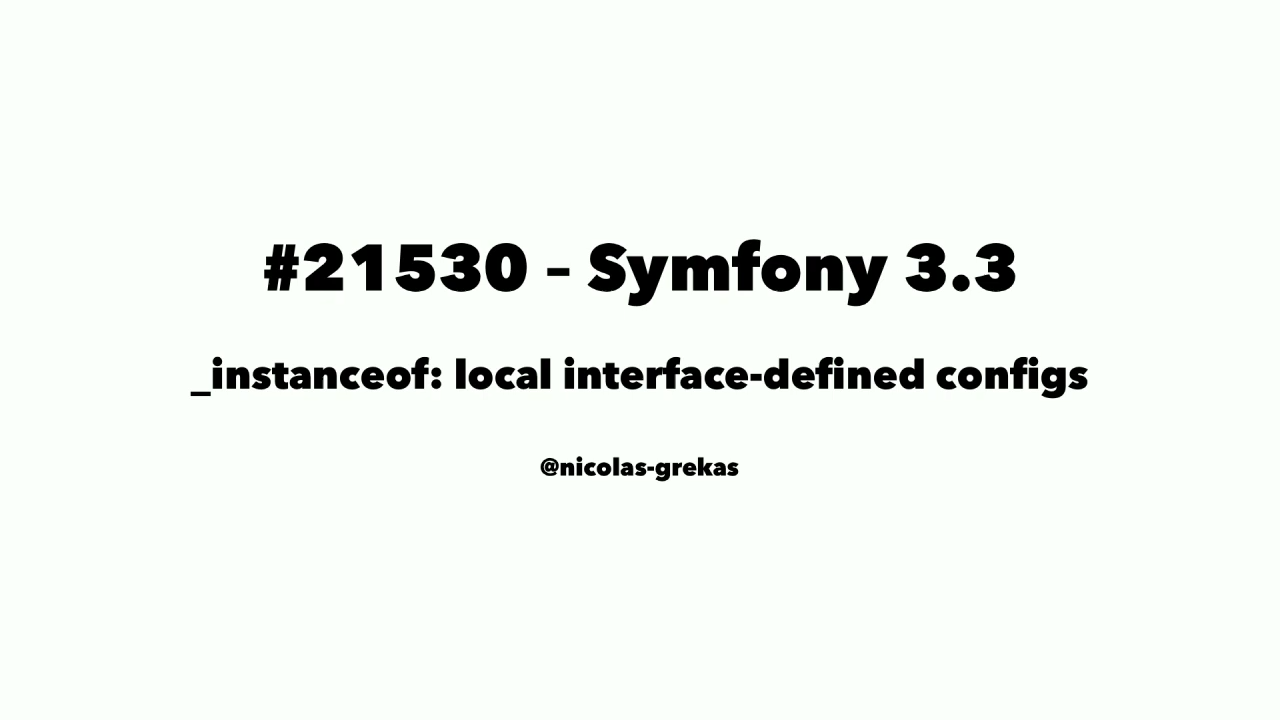 #21530 – Symfony 3.3
_instanceof: local interface-defined configs
@nicolas-grekas